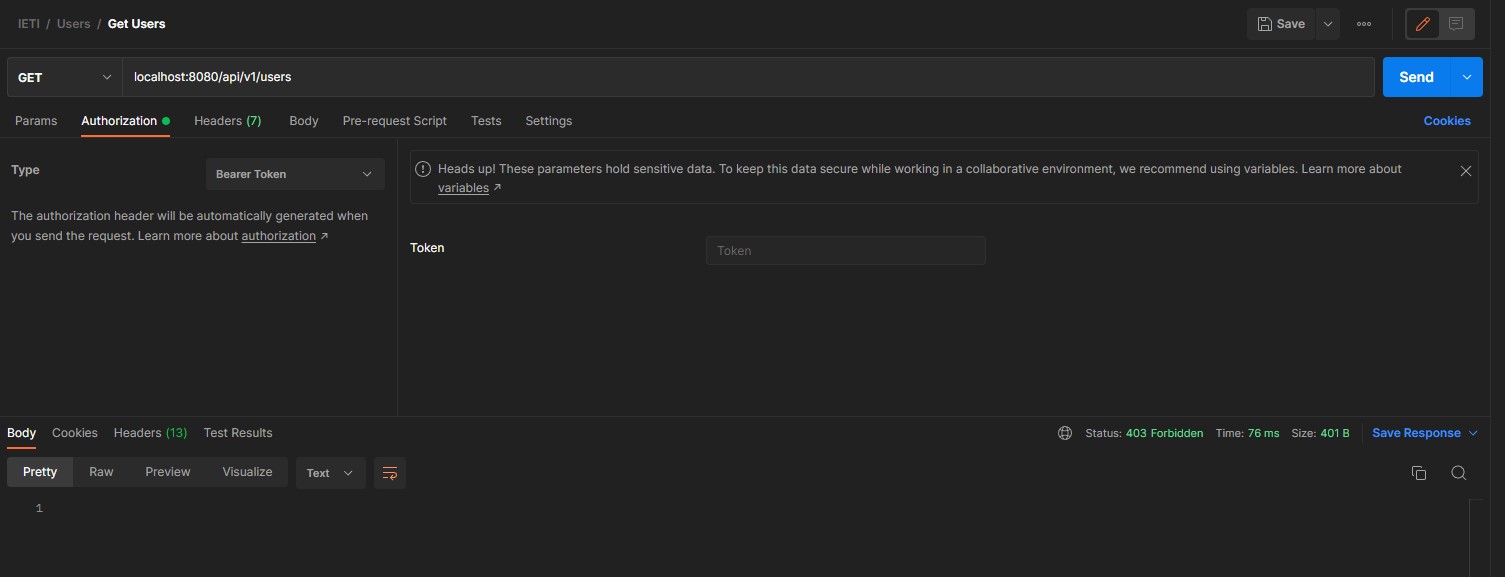 IETI / Users / Get Users
Save
GET
localhost:8080/api/v1/users
Send
Params Authorization Headers (7) Body Pre-request Script Tests Settings Cookies
Type
Bearer Token
The authorization header will be automatically generated when
you send the request. Learn more about authorization ↗
Heads up! These parameters hold sensitive data. To keep this data secure while working in a collaborative environment, we recommend using variables. Learn more about
variables ↗
Token
Token
Body Cookies Headers (13) Test Results
Status: 403 Forbidden Time: 76 ms Size: 401 B Save Response
Pretty Raw Preview Visualize Text
1